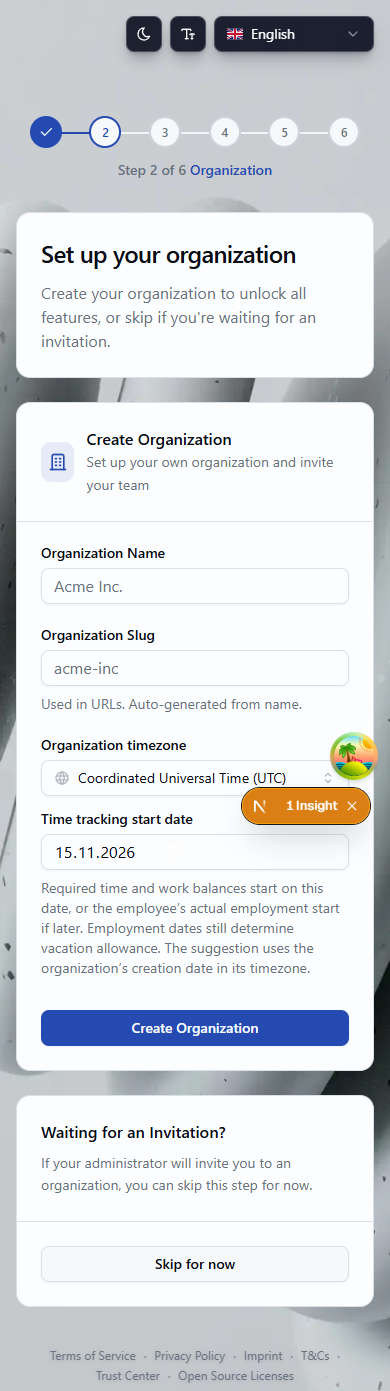 English
2
3
4
5
6
Step 2 of 6 Organization
Set up your organization
Create your organization to unlock all
features, or skip if you're waiting for an
invitation.
Create Organization
Set up your own organization and invite
your team
Organization Name
Acme Inc.
Organization Slug
acme-inc
Used in URLs. Auto-generated from name.
Organization timezone
Coordinated Universal Time (UTC)
1 Insight
Time tracking start date
15.11.2026
Required time and work balances start on this
date, or the employee's actual employment start
if later. Employment dates still determine
vacation allowance. The suggestion uses the
organization's creation date in its timezone.
Create Organization
Waiting for an Invitation?
If your administrator will invite you to an
organization, you can skip this step for now.
Skip for now
Terms of Service · Privacy Policy · Imprint · T&Cs ·
Trust Center · Open Source Licenses